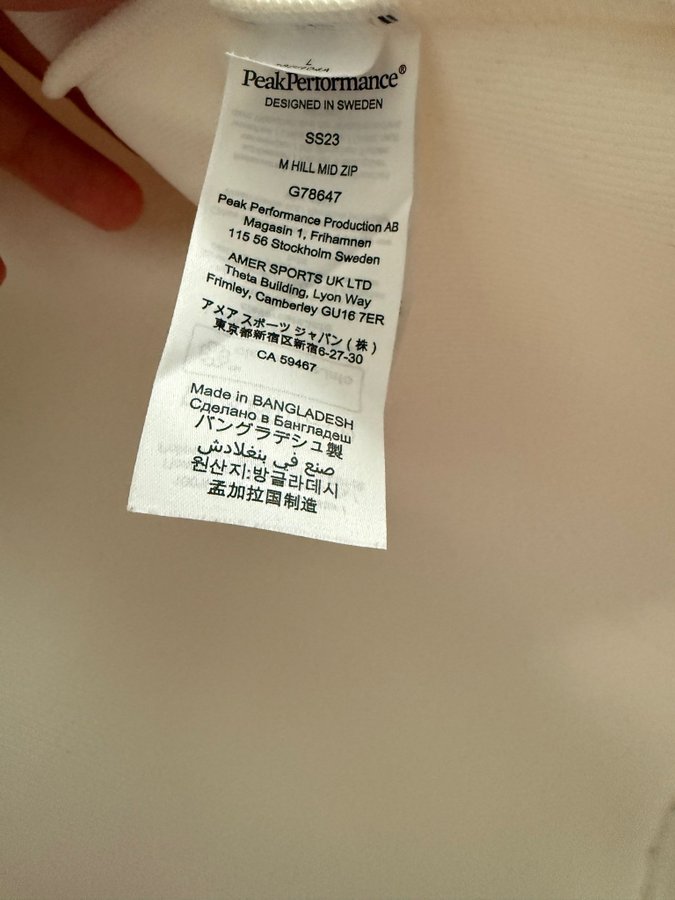 PeakPerformance®
DESIGNED IN SWEDEN
SS23
M HILL MID ZIP
G78647
Peak Performance Production AB
Magasin 1, Frihamnen
115 56 Stockholm Sweden
AMER SPORTS UK LTD
Theta Building, Lyon Way
Frimley, Camberley GU16 7ER
アメア スポーツ ジャパン (株)
東京都新宿区新宿6-27-30
CA 59467
Made in BANGLADESH
Сделано в Бангладеш
バングラデシュ製
صنع في بنغلادش
원산지:방글라데시
孟加拉国制造